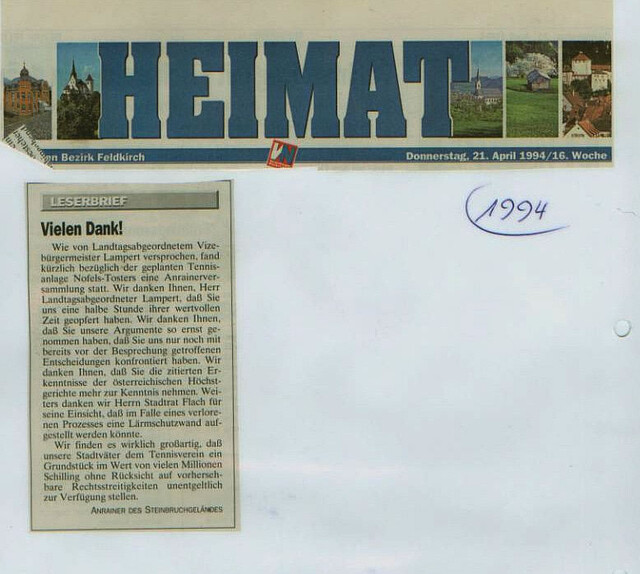 HEIMAT
en Bezirk Feldkirch
VN
Donnerstag, 21. April 1994/16. Woche
1994
LESERBRIEF
Vielen Dank!
Wie von Landtagsabgeordnetem Vize-
bürgermeister Lampert versprochen, fand
kürzlich bezüglich der geplanten Tennis-
anlage Nofels-Tosters eine Anrainerver-
sammlung statt. Wir danken Ihnen, Herr
Landtagsabgeordneter Lampert, daß Sie
uns eine halbe Stunde ihrer wertvollen
Zeit geopfert haben. Wir danken Ihnen,
daß Sie unsere Argumente so ernst ge-
nommen haben, daß Sie uns nur noch mit
bereits vor der Besprechung getroffenen
Entscheidungen konfrontiert haben. Wir
danken Ihnen, daß Sie die zitierten Er-
kenntnisse der österreichischen Höchst-
gerichte mehr zur Kenntnis nehmen. Wei-
ters danken wir Herrn Stadtrat Flach für
seine Einsicht, daß im Falle eines verlore-
nen Prozesses eine Lärmschutzwand auf-
gestellt werden könnte.
Wir finden es wirklich großartig, daß
unsere Stadtväter dem Tennisverein ein
Grundstück im Wert von vielen Millionen
Schilling ohne Rücksicht auf vorherseh-
bare Rechtsstreitigkeiten unentgeltlich
zur Verfügung stellen.
ANRAINER DES STEINBRUCHGELÄNDES